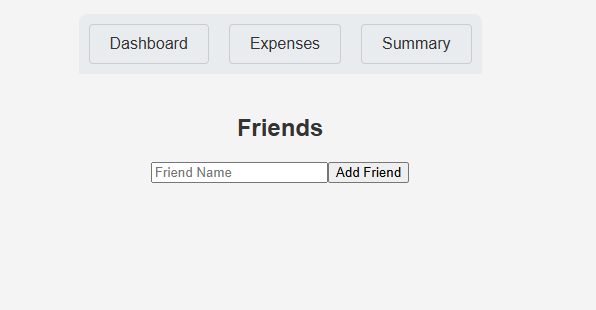 Dashboard Expenses Summary
Friends
Friend Name Add Friend